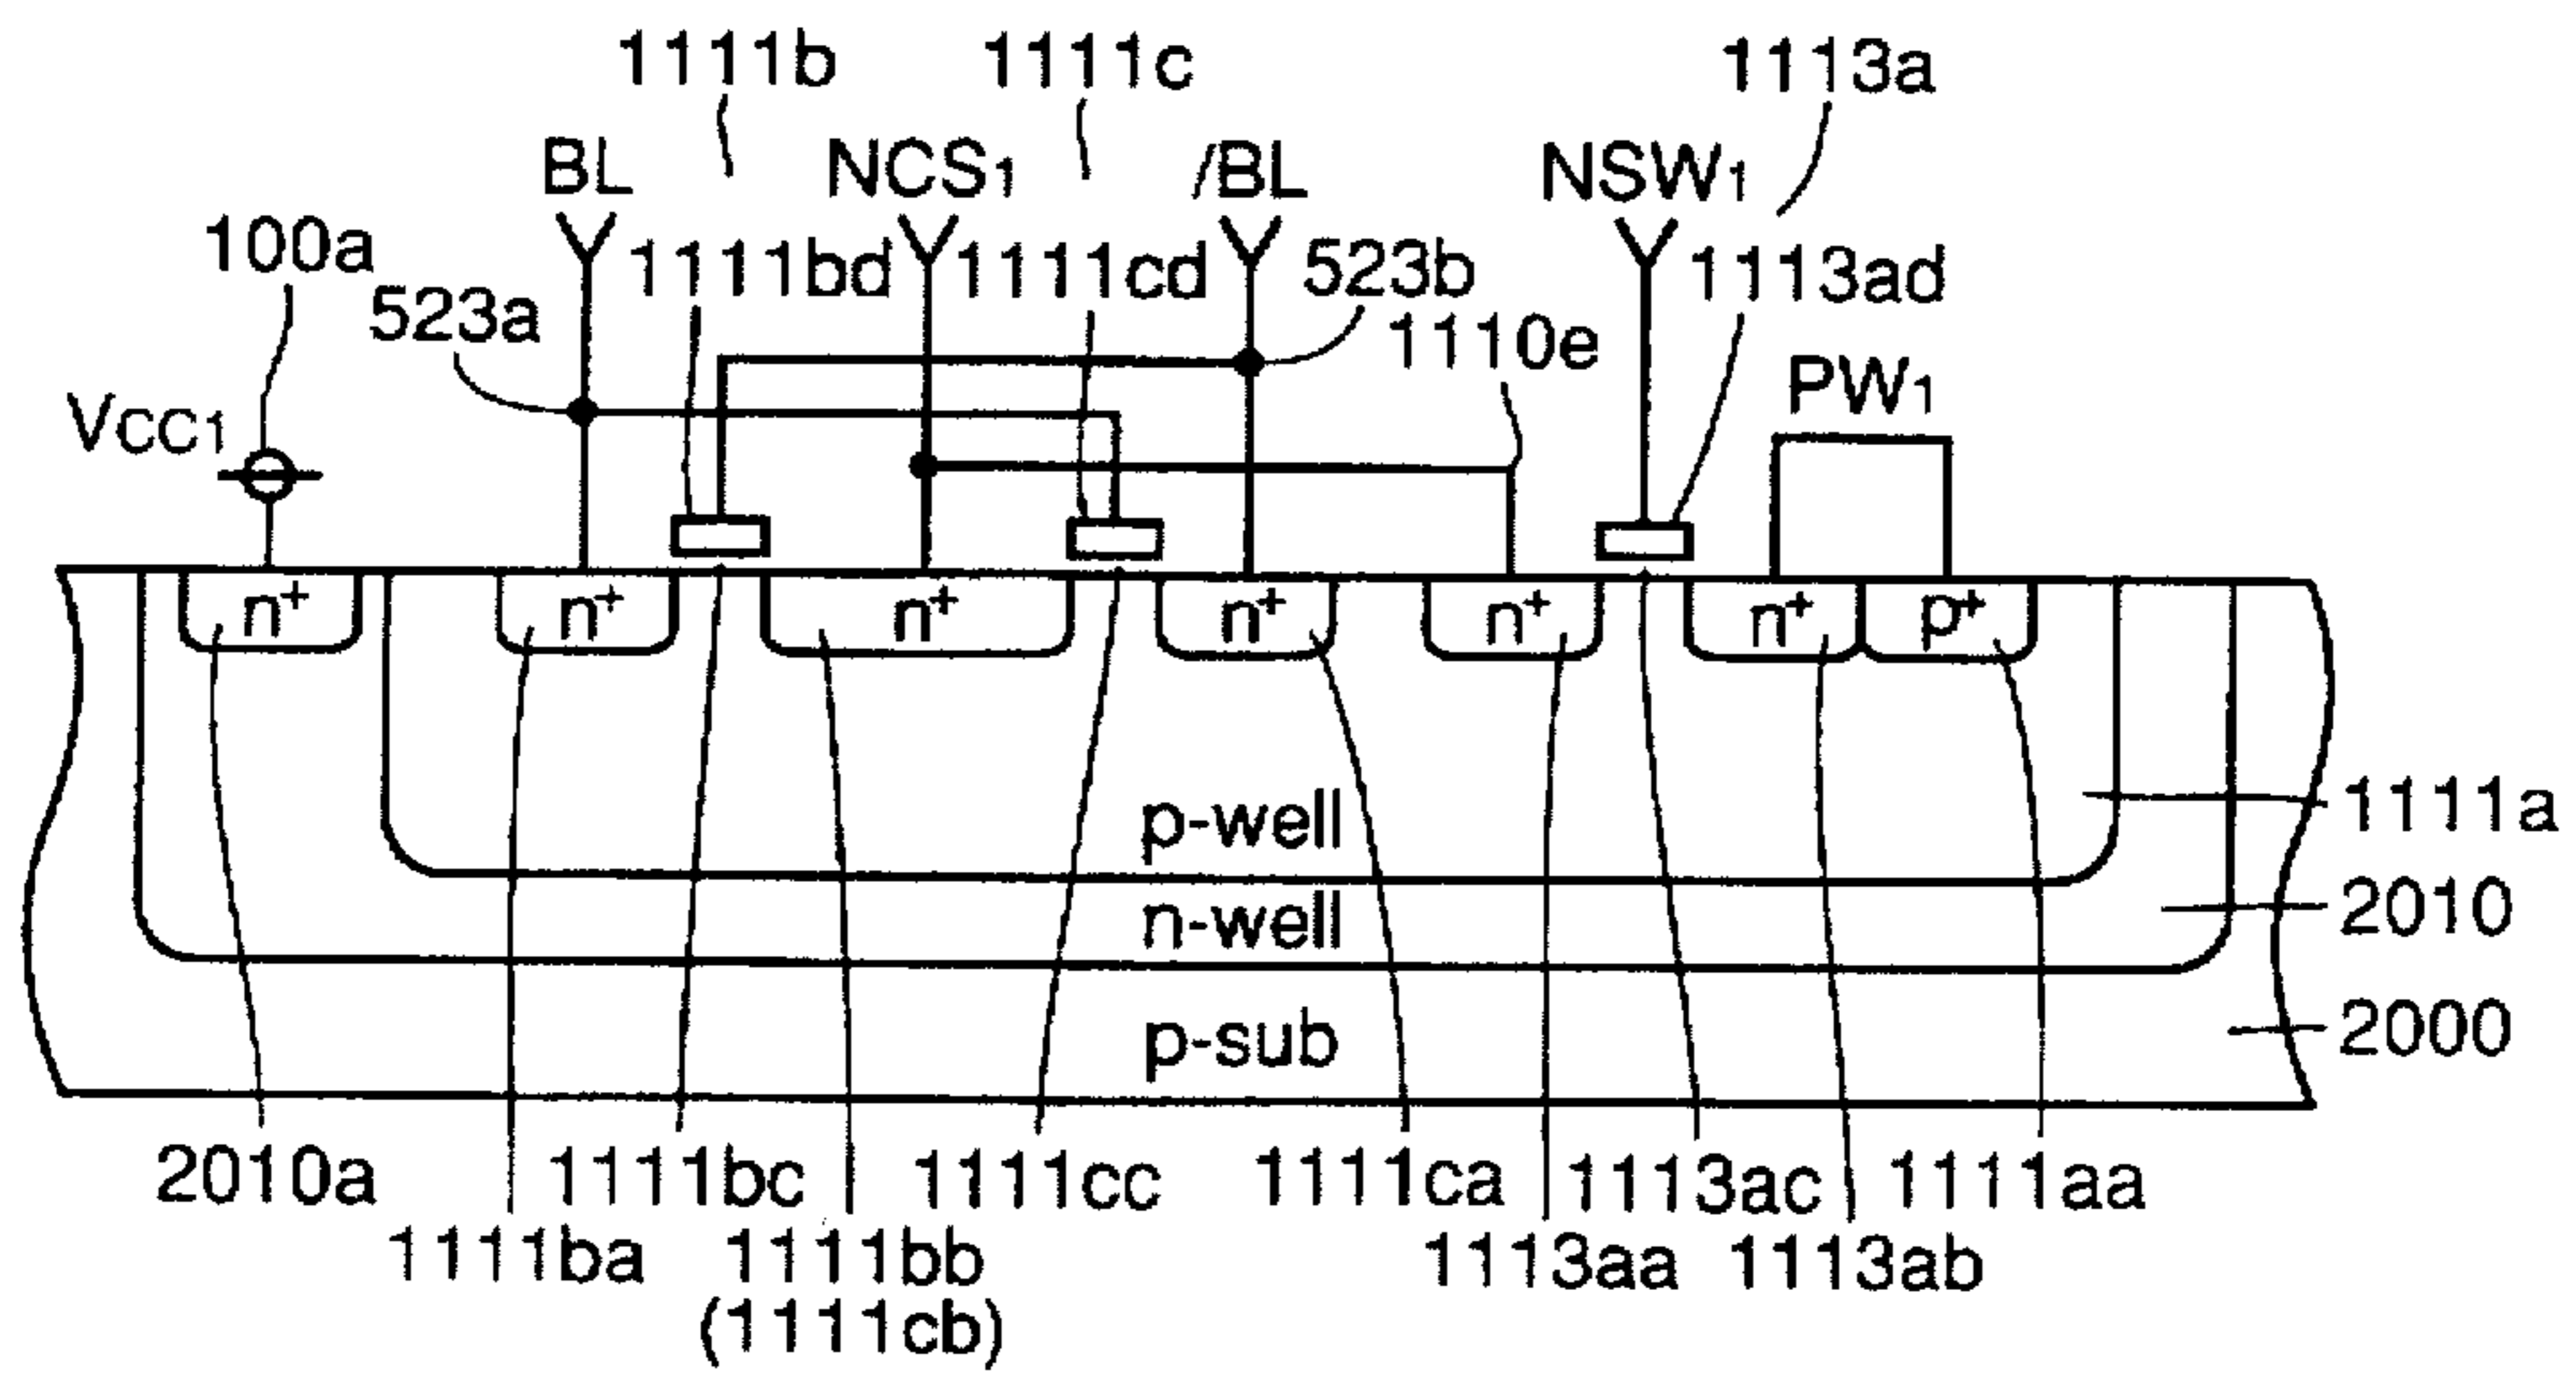 1111b 1111c 1113a
BL NCS1 /BL NSW1
100a 1111bd 1111cd 523b 1113ad
523a 1110e
VCC1 PW1
n+ n+ n+ n+ n+ n+ p+
p-well 1111a
n-well 2010
p-sub 2000
2010a 1111bc 1111cc 1111ca 1113ac 1111aa
1111ba 1111bb 1113aa 1113ab
(1111cb)